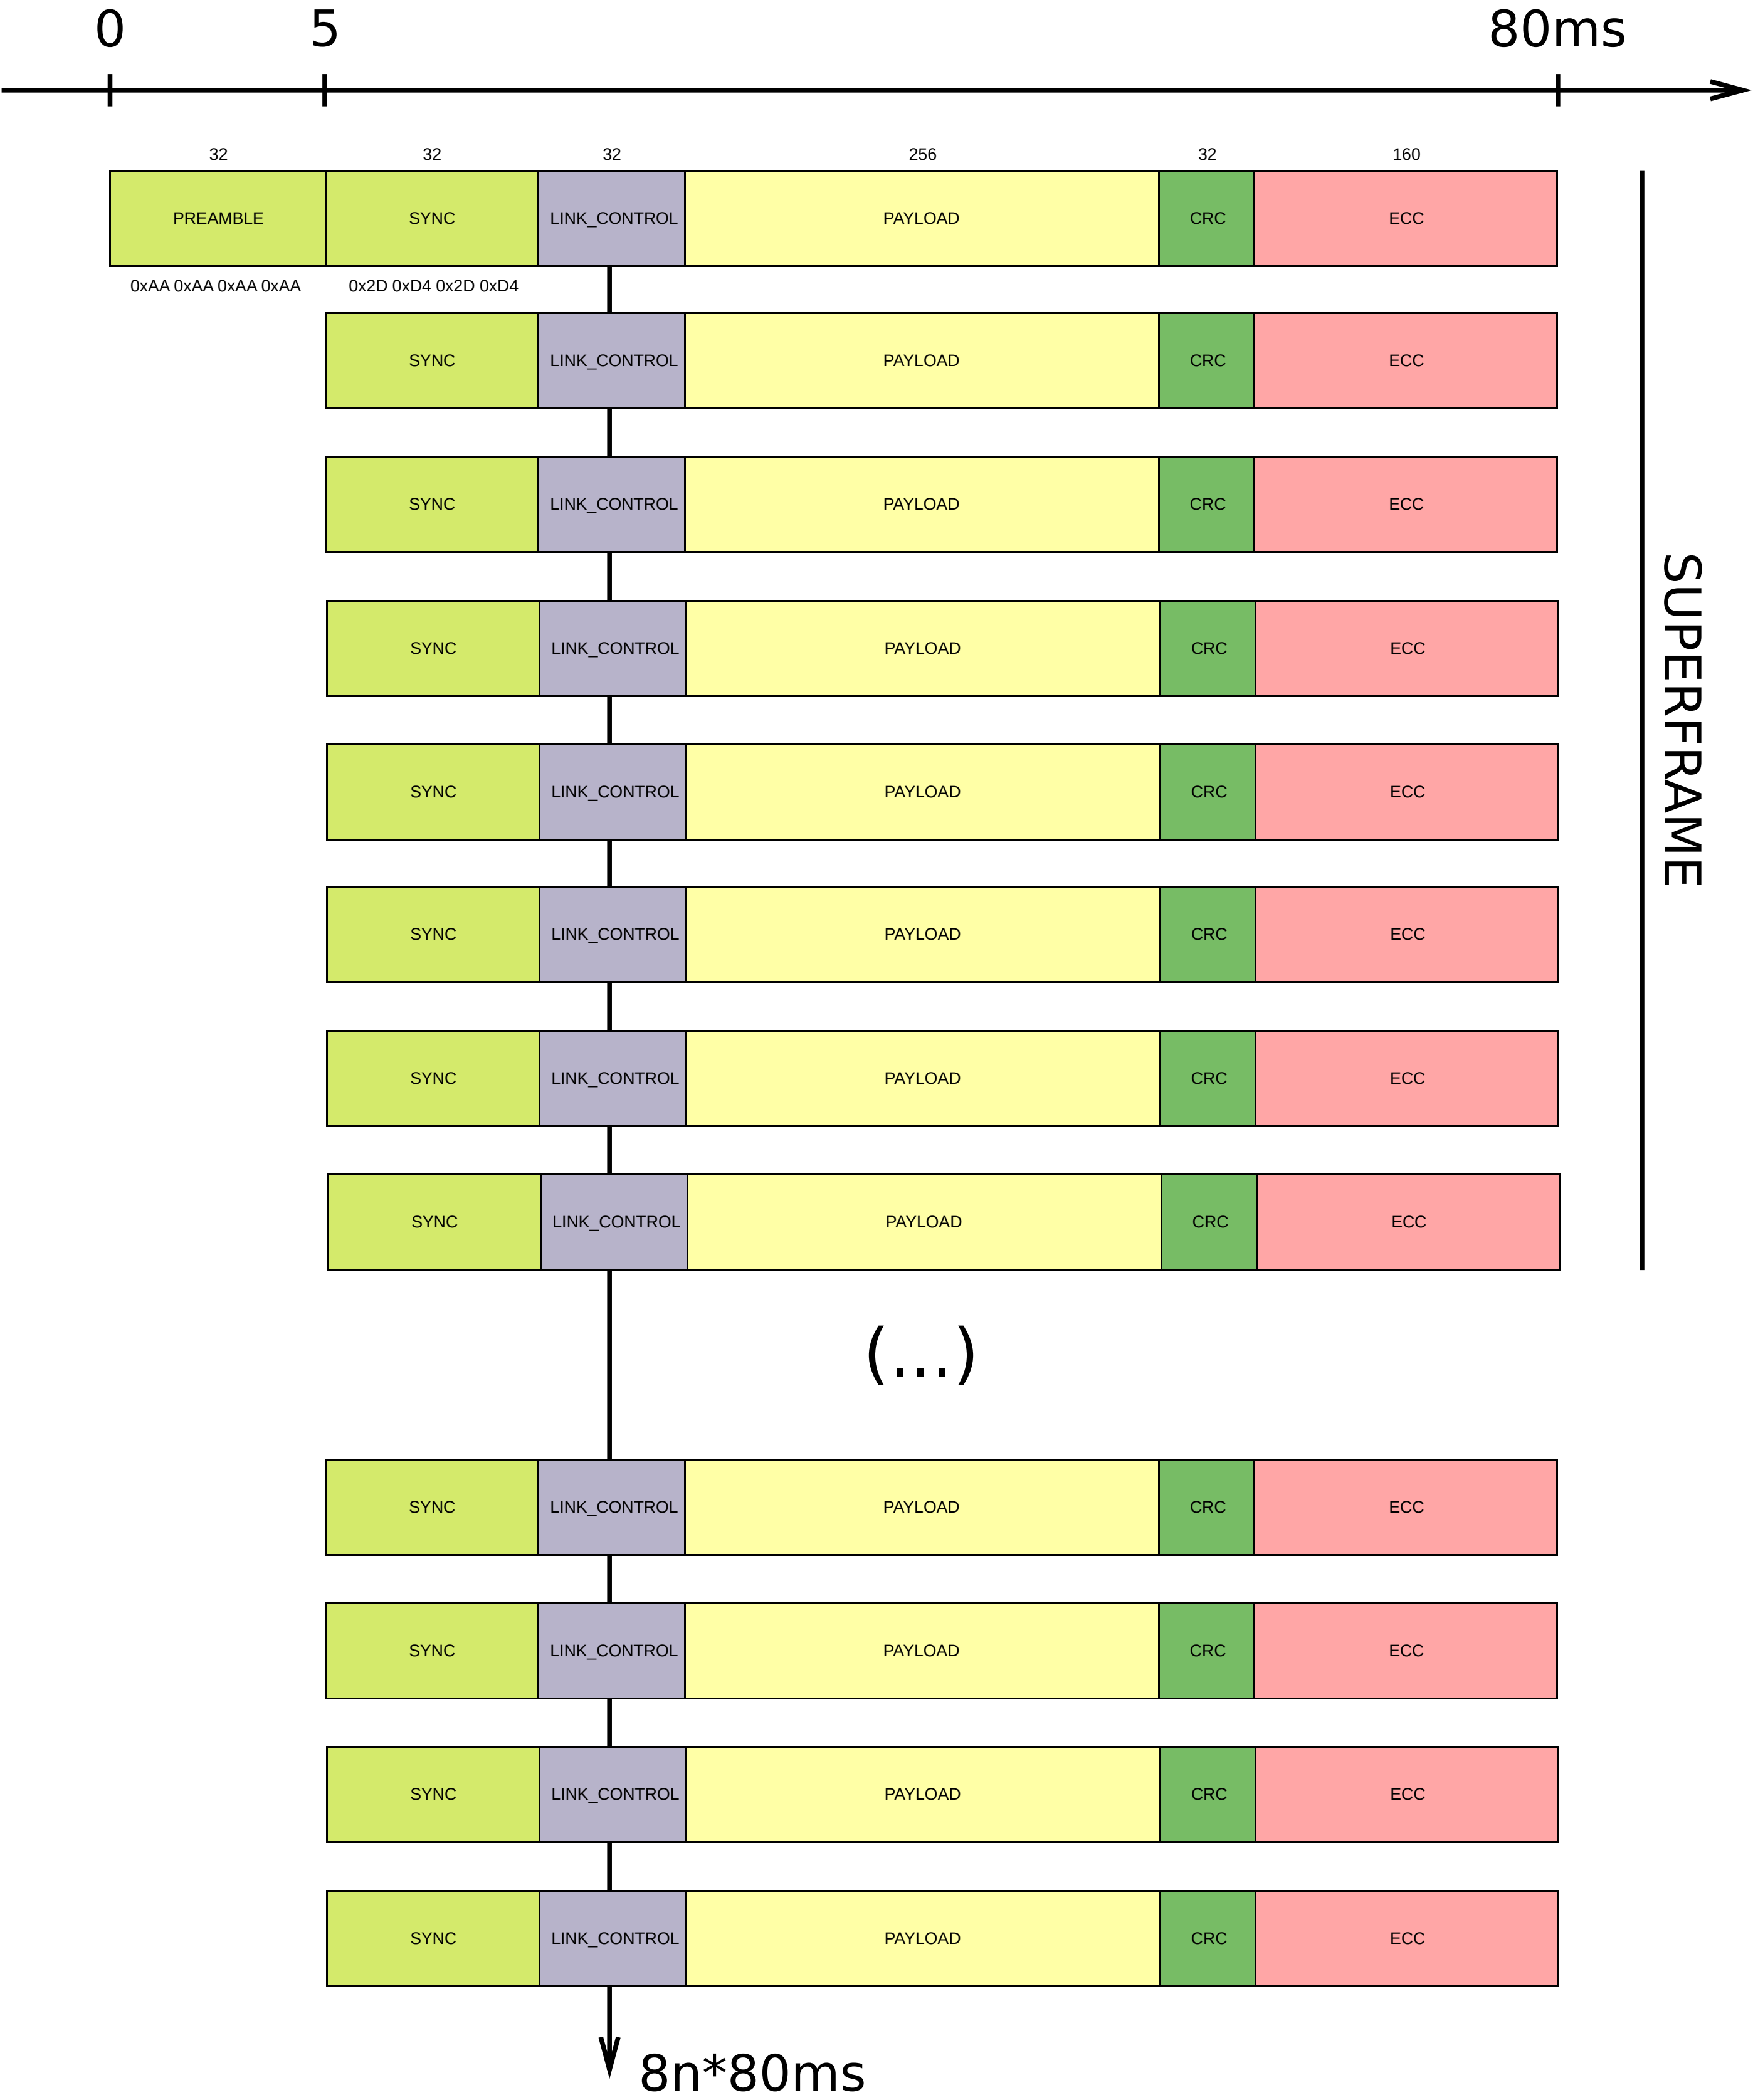 0 5 80ms
32 32 32 256 32 160
PREAMBLE SYNC LINK_CONTROL PAYLOAD CRC ECC
0xAA 0xAA 0xAA 0xAA 0x2D 0xD4 0x2D 0xD4
SYNC LINK_CONTROL PAYLOAD CRC ECC
SYNC LINK_CONTROL PAYLOAD CRC ECC
SYNC LINK_CONTROL PAYLOAD CRC ECC
SYNC LINK_CONTROL PAYLOAD CRC ECC
SYNC LINK_CONTROL PAYLOAD CRC ECC
SYNC LINK_CONTROL PAYLOAD CRC ECC
SYNC LINK_CONTROL PAYLOAD CRC ECC
SUPERFRAME
(...)
SYNC LINK_CONTROL PAYLOAD CRC ECC
SYNC LINK_CONTROL PAYLOAD CRC ECC
SYNC LINK_CONTROL PAYLOAD CRC ECC
SYNC LINK_CONTROL PAYLOAD CRC ECC
8n*80ms